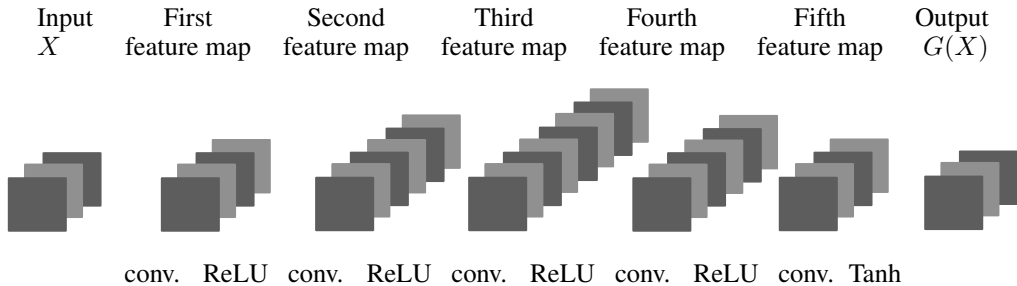 Input First Second Third Fourth Fifth Output
X feature map feature map feature map feature map feature map G(X)
conv. ReLU conv. ReLU conv. ReLU conv. ReLU conv. Tanh